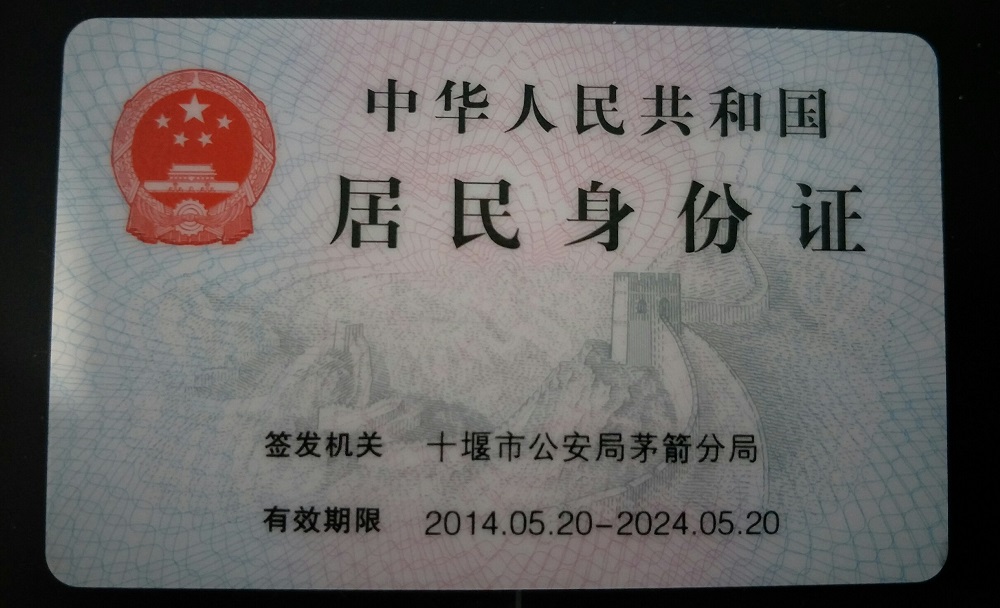 中华人民共和国
居民身份证
签发机关 十堰市公安局茅箭分局
有效期限 2014.05.20-2024.05.20